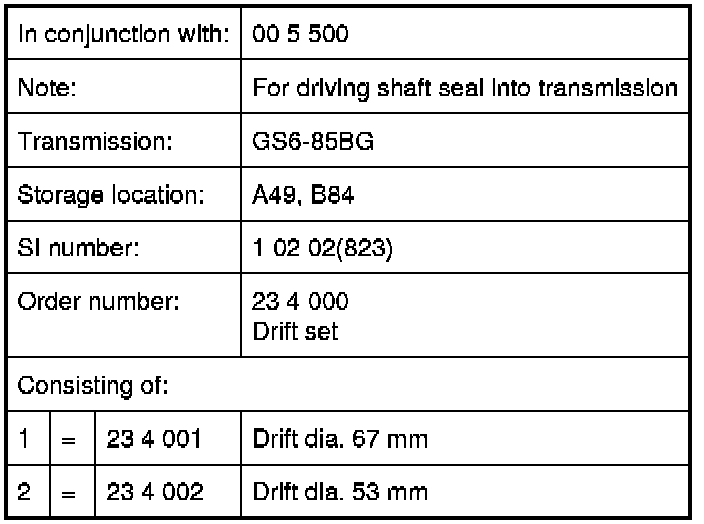 In conjunction with: 00 5 500
Note: For driving shaft seal into transmission
Transmission: GS6-85BG
Storage location: A49, B84
SI number: 1 02 02(823)
Order number: 23 4 000
Drift set
Consisting of:
1 = 23 4 001 Drift dia. 67 mm
2 = 23 4 002 Drift dia. 53 mm